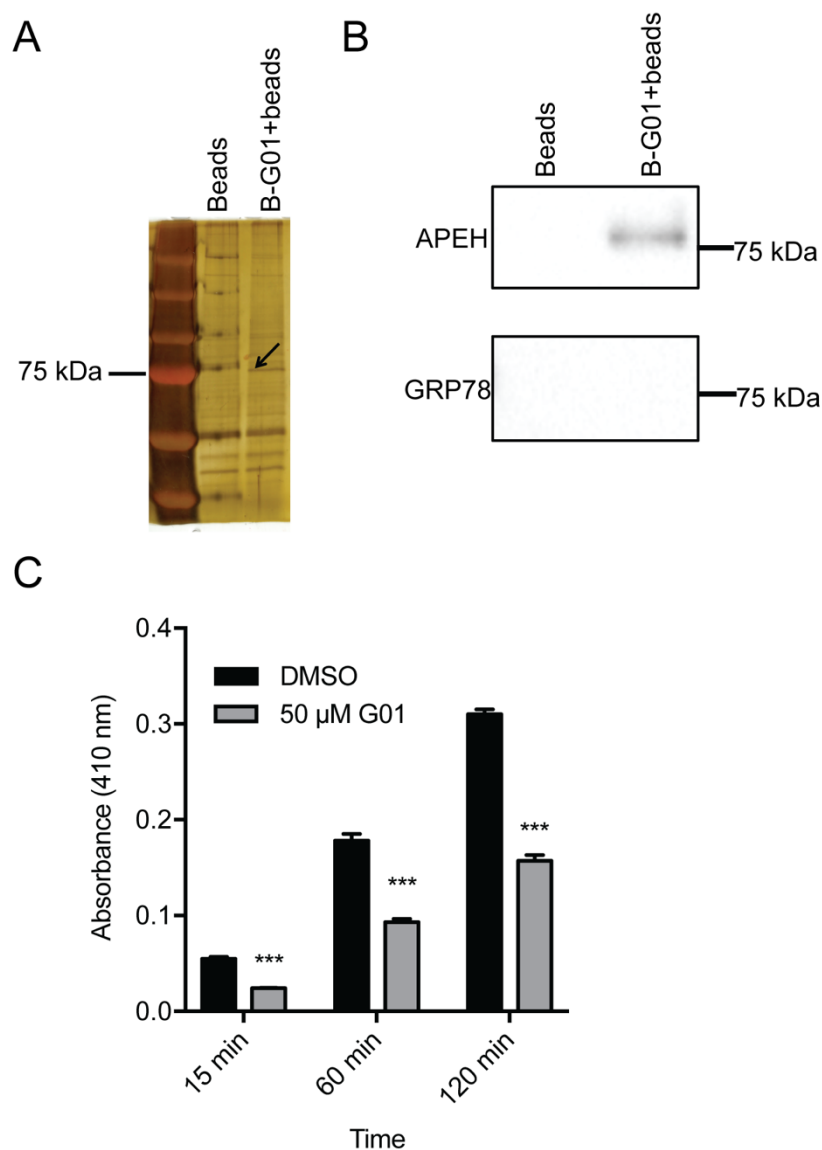 A
Beads
B-G01+beads
75 kDa
B
Beads
B-G01+beads
APEH
75 kDa
GRP78
75 kDa
C
0.4
0.3
0.2
0.1
0.0
Absorbance (410 nm)
DMSO
50 µM G01
***
***
***
15 min
60 min
120 min
Time